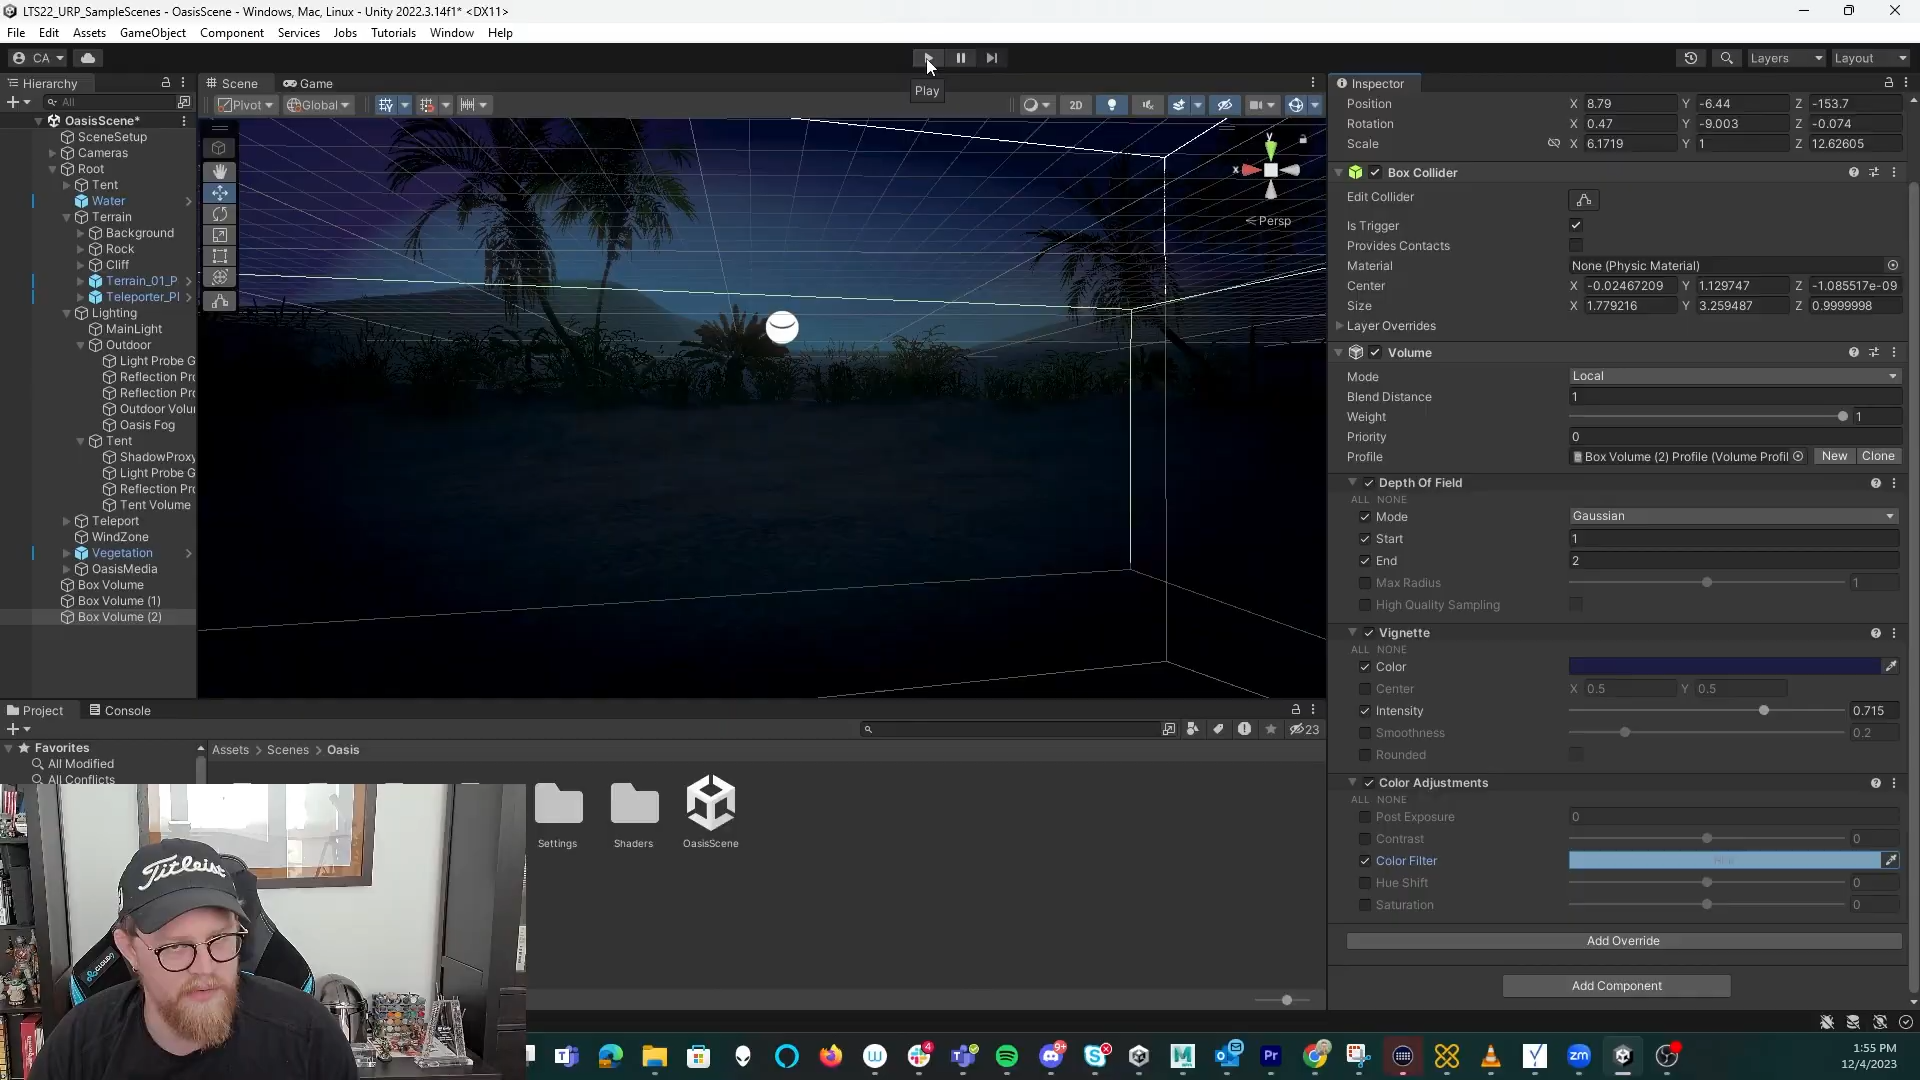 LTS22_URP_SampleScenes - OasisScene - Windows, Mac, Linux - Unity 2022.3.14f1* <DX11>
File Edit Assets GameObject Component Services Jobs Tutorials Window Help
CA Layers Layout
Play
Hierarchy
All
OasisScene*
SceneSetup
Cameras
Root
Tent
Water
Terrain
Background
Rock
Cliff
Terrain_01_P
Teleporter_Pl
Lighting
MainLight
Outdoor
Light Probe G
Reflection Pro
Reflection Pro
Outdoor Volu
Oasis Fog
Tent
ShadowProxy
Light Probe G
Reflection Pro
Tent Volume
Teleport
WindZone
Vegetation
OasisMedia
Box Volume
Box Volume (1)
Box Volume (2)
Scene Game
Pivot Global 2D
y
x
Persp
Inspector
Position X 8.79 Y -6.44 Z -153.7
Rotation X 0.47 Y -9.003 Z -0.074
Scale X 6.1719 Y 1 Z 12.62605
Box Collider
Edit Collider
Is Trigger
Provides Contacts
Material None (Physic Material)
Center X -0.02467209 Y 1.129747 Z -1.085517e-09
Size X 1.779216 Y 3.259487 Z 0.9999998
Layer Overrides
Volume
Mode Local
Blend Distance 1
Weight 1
Priority 0
Profile Box Volume (2) Profile (Volume Profil New Clone
Depth Of Field
ALL NONE
Mode Gaussian
Start 1
End 2
Max Radius 1
High Quality Sampling
Vignette
ALL NONE
Color
Center X 0.5 Y 0.5
Intensity 0.715
Smoothness 0.2
Rounded
Color Adjustments
ALL NONE
Post Exposure 0
Contrast 0
Color Filter HDR
Hue Shift 0
Saturation 0
Add Override
Add Component
Project Console
23
Favorites
All Modified
All Conflicts
Assets > Scenes > Oasis
Settings Shaders OasisScene
Titleist
4
9+
Pr
zm
1:55 PM
12/4/2023